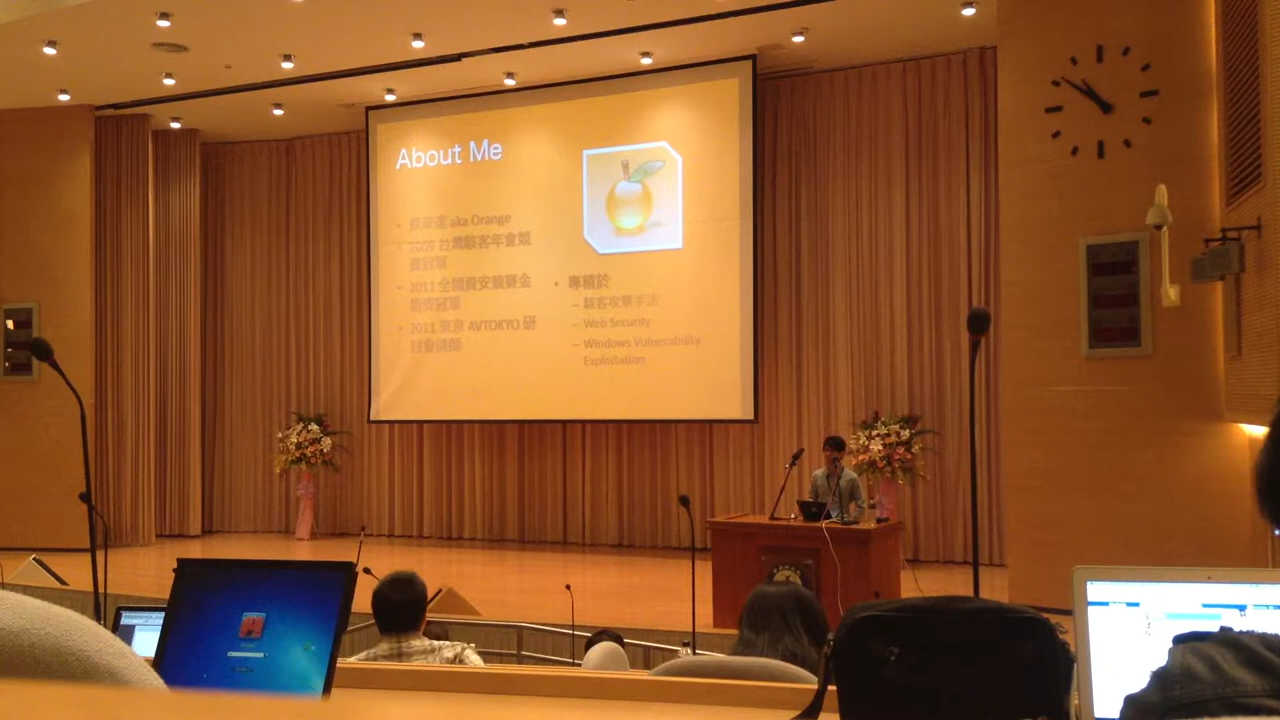 About Me
aka Orange
2009 台灣駭客年會競
賽冠軍
2011 全國資安競賽金
盾獎冠軍
2011 東京 AVTOKYO 研
討會講師
專精於
駭客攻擊手法
Web Security
Windows Vulnerability
Exploitation